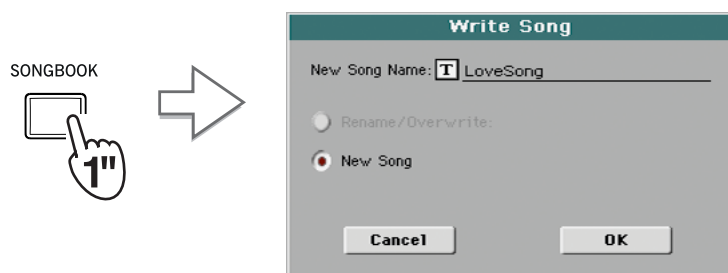 SONGBOOK
1"
Write Song
New Song Name: T LoveSong
Rename/Overwrite:
New Song
Cancel OK